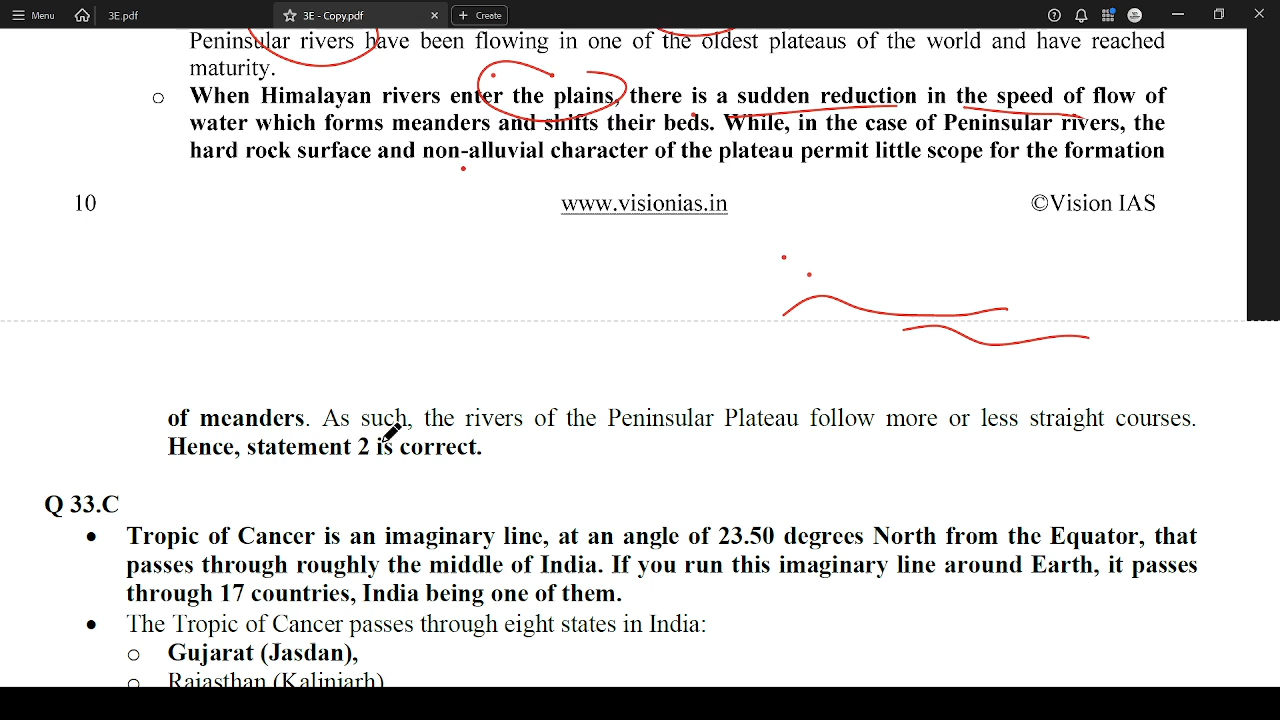 Menu 3E.pdf 3E - Copy.pdf Create
Peninsular rivers have been flowing in one of the oldest plateaus of the world and have reached
maturity.
o When Himalayan rivers enter the plains, there is a sudden reduction in the speed of flow of
water which forms meanders and shifts their beds. While, in the case of Peninsular rivers, the
hard rock surface and non-alluvial character of the plateau permit little scope for the formation
10 www.visionias.in ©Vision IAS
of meanders. As such, the rivers of the Peninsular Plateau follow more or less straight courses.
Hence, statement 2 is correct.
Q 33.C
• Tropic of Cancer is an imaginary line, at an angle of 23.50 degrees North from the Equator, that
passes through roughly the middle of India. If you run this imaginary line around Earth, it passes
through 17 countries, India being one of them.
• The Tropic of Cancer passes through eight states in India:
o Gujarat (Jasdan),
o Rajasthan (Kalinjarh)